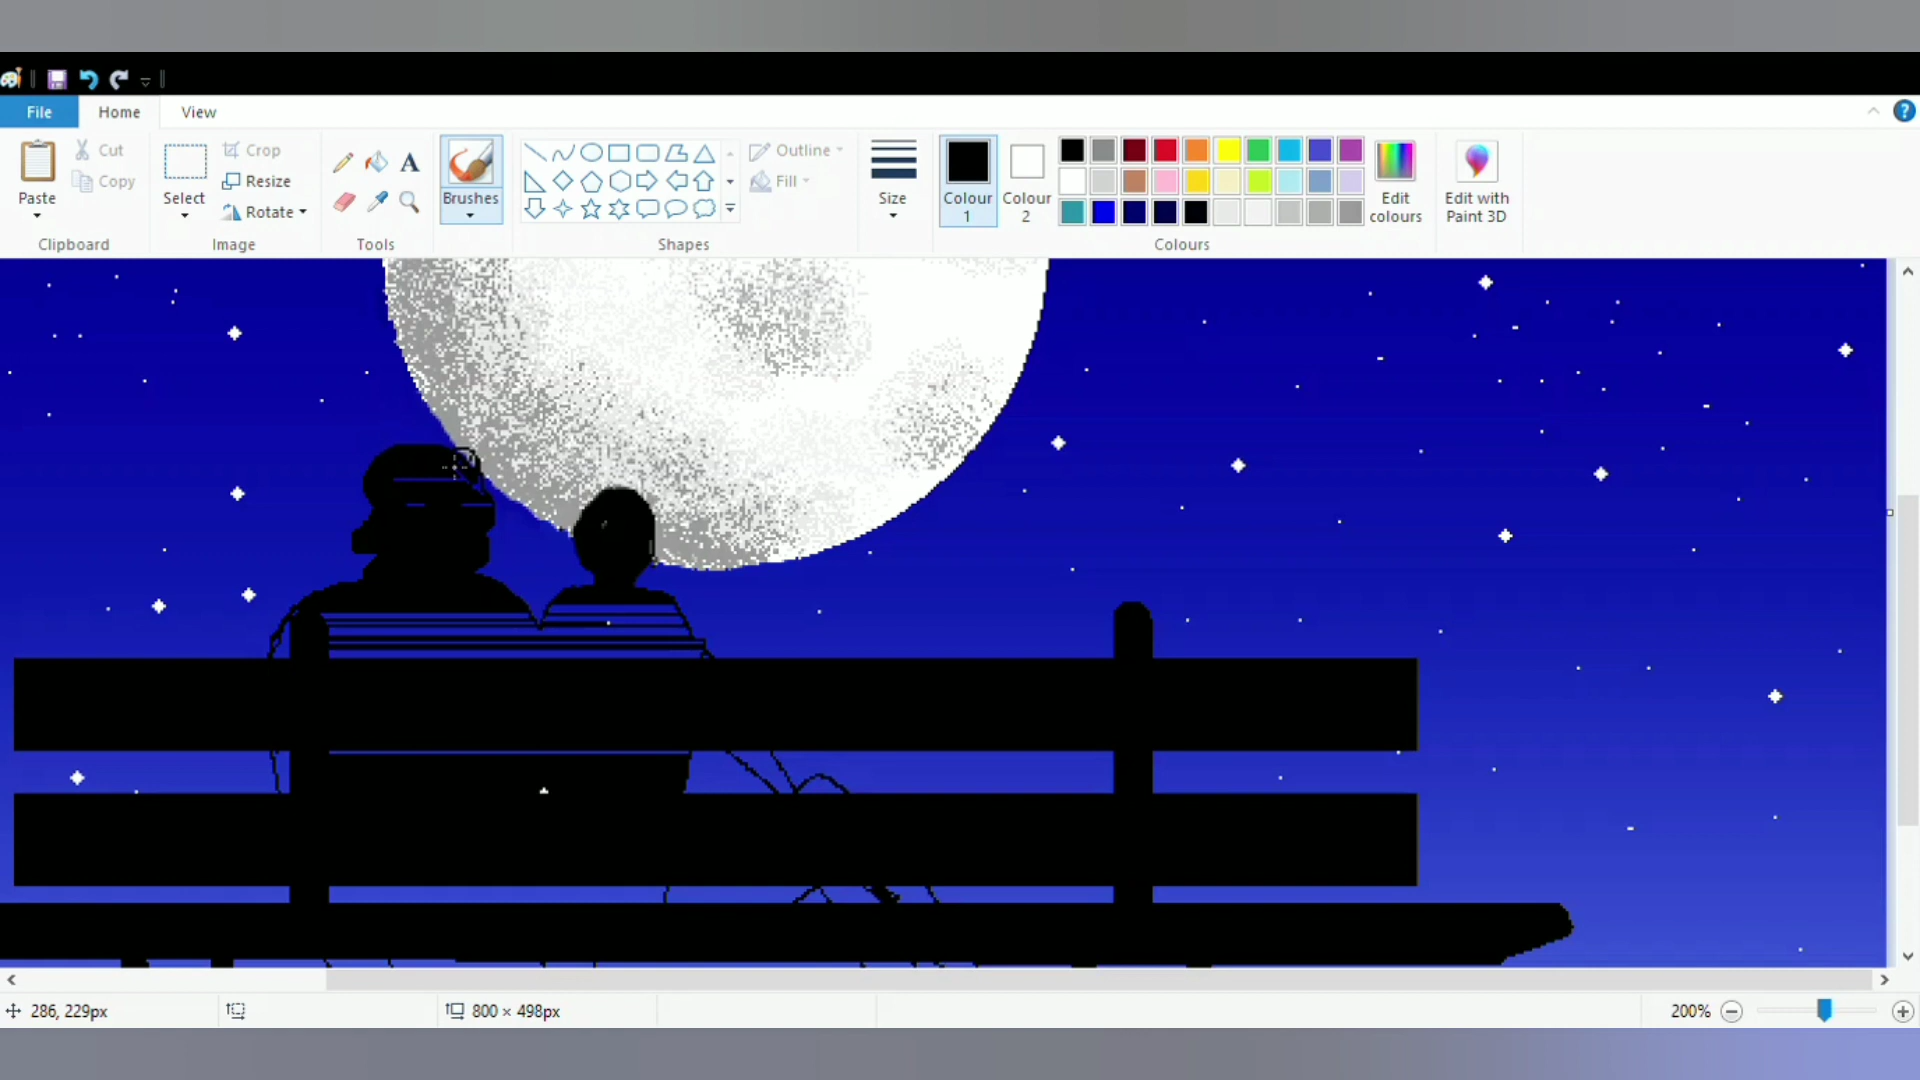 File Home View
Paste
Cut
Copy
Clipboard
Select
Crop
Resize
Rotate
Image
A
Tools
Brushes
Shapes
Outline
Fill
Size
Colour 1
Colour 2
Edit colours
Colours
Edit with Paint 3D
?
286, 229px
800 × 498px
200%